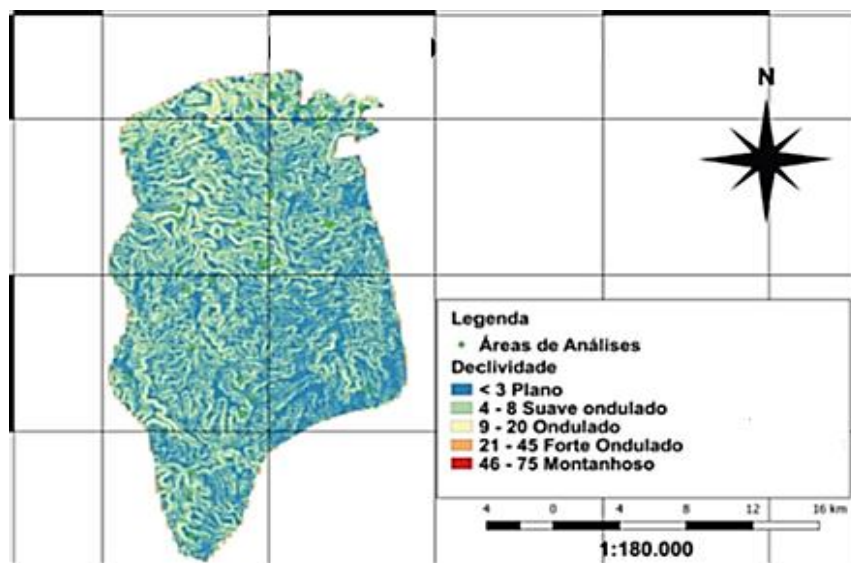 N
Legenda
Áreas de Análises
Declividade
< 3 Plano
4 - 8 Suave ondulado
9 - 20 Ondulado
21 - 45 Forte Ondulado
46 - 75 Montanhoso
4 0 4 8 12 16 km
1:180.000